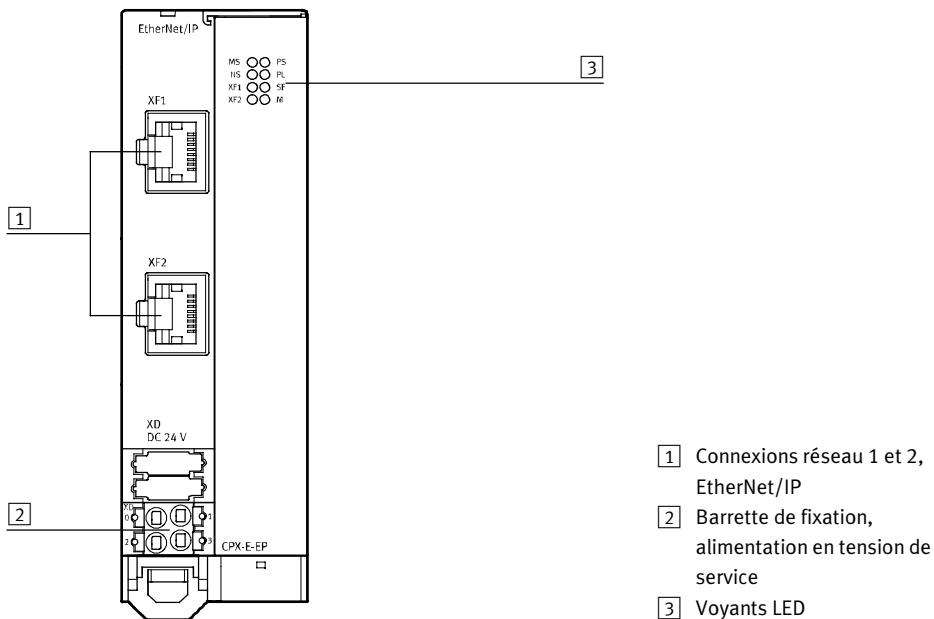 EtherNet/IP
MS PS
NS PL
XF1 SF
XF2 M
3
XF1
1
XF2
XD
DC 24 V
2
XD
0 1
2 3
CPX-E-EP
1 Connexions réseau 1 et 2,
EtherNet/IP
2 Barrette de fixation,
alimentation en tension de
service
3 Voyants LED